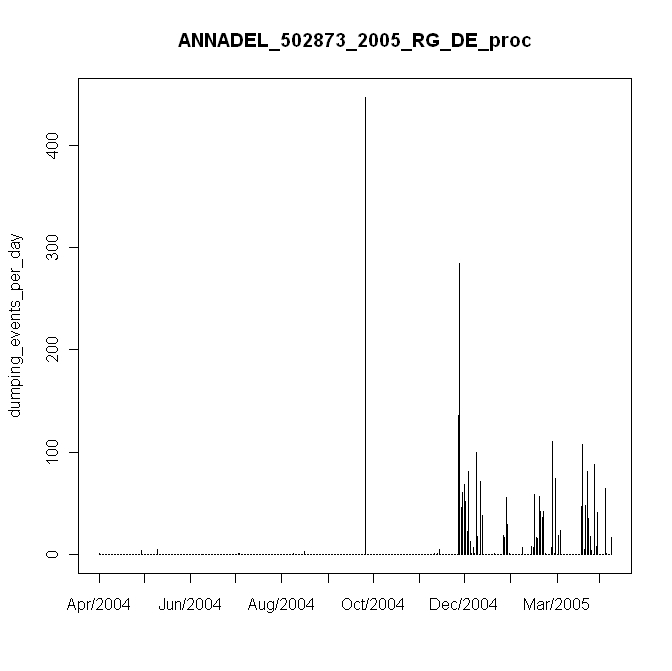 ANNADEL_502873_2005_RG_DE_proc
dumping_events_per_day
400
300
200
100
0
Apr/2004 Jun/2004 Aug/2004 Oct/2004 Dec/2004 Mar/2005